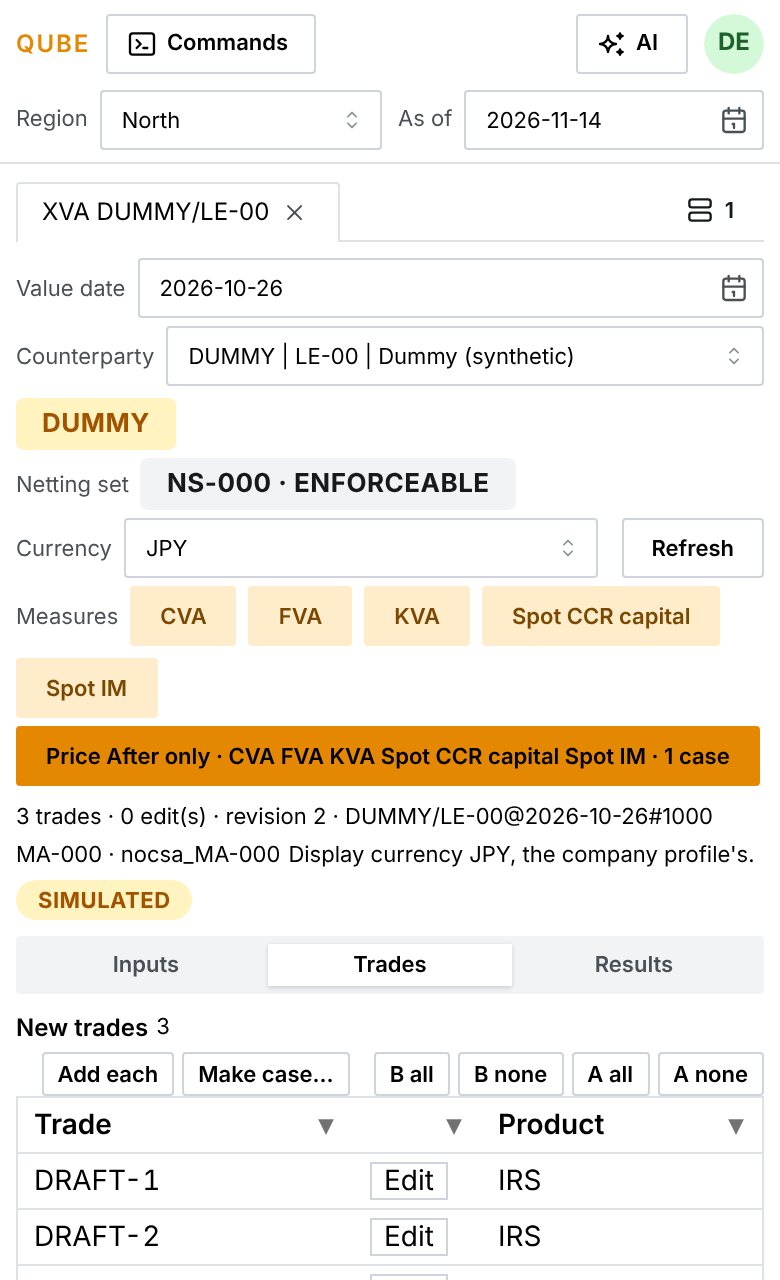 QUBE Commands AI DE
Region North As of 2026-11-14
XVA DUMMY/LE-00 1
Value date 2026-10-26
Counterparty DUMMY | LE-00 | Dummy (synthetic)
DUMMY
Netting set NS-000 · ENFORCEABLE
Currency JPY Refresh
Measures CVA FVA KVA Spot CCR capital
Spot IM
Price After only · CVA FVA KVA Spot CCR capital Spot IM · 1 case
3 trades · 0 edit(s) · revision 2 · DUMMY/LE-00@2026-10-26#1000
MA-000 · nocsa_MA-000 Display currency JPY, the company profile's.
SIMULATED
Inputs Trades Results
New trades 3
Add each Make case... B all B none A all A none
Trade Product
DRAFT-1 Edit IRS
DRAFT-2 Edit IRS